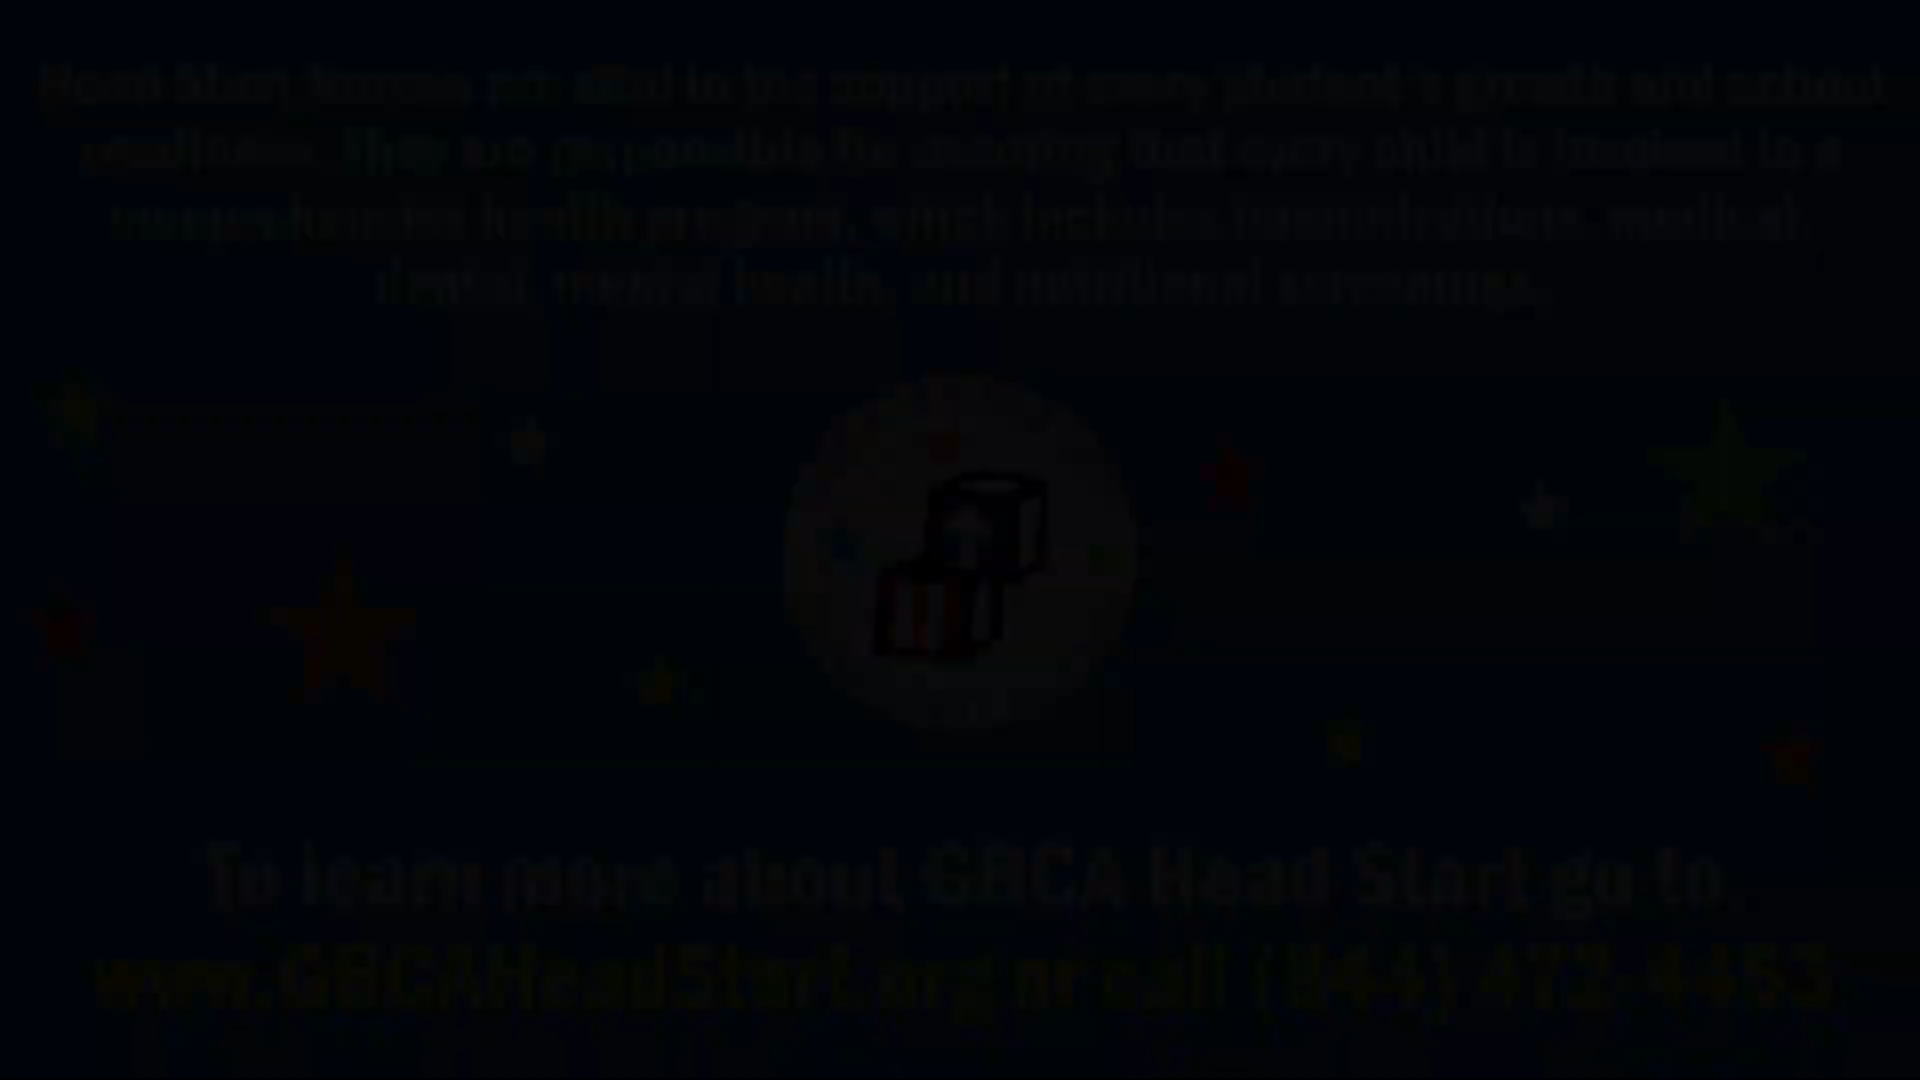 Head Start Nurses are vital to the support of every student's growth and school
readiness. They are responsible for ensuring that every child is linked to a
comprehensive health program, which includes immunizations, medical,
dental, mental health, and nutritional screenings.
To learn more about GBCA Head Start go to
www.GBCAHeadStart.org or call (844) 472-4453